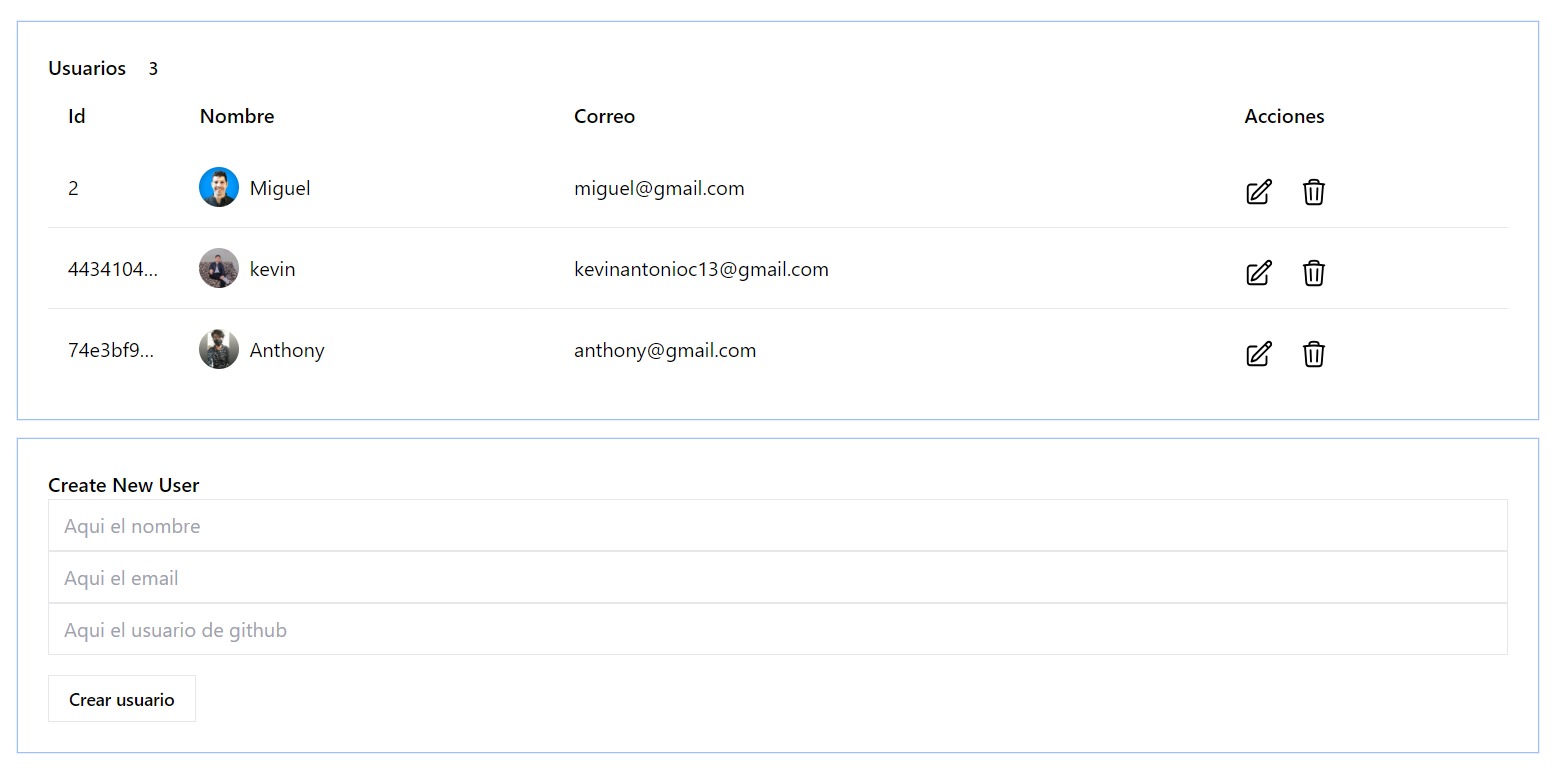 Usuarios 3
Id Nombre Correo Acciones
2 Miguel miguel@gmail.com
4434104... kevin kevinantonioc13@gmail.com
74e3bf9... Anthony anthony@gmail.com
Create New User
Aqui el nombre
Aqui el email
Aqui el usuario de github
Crear usuario